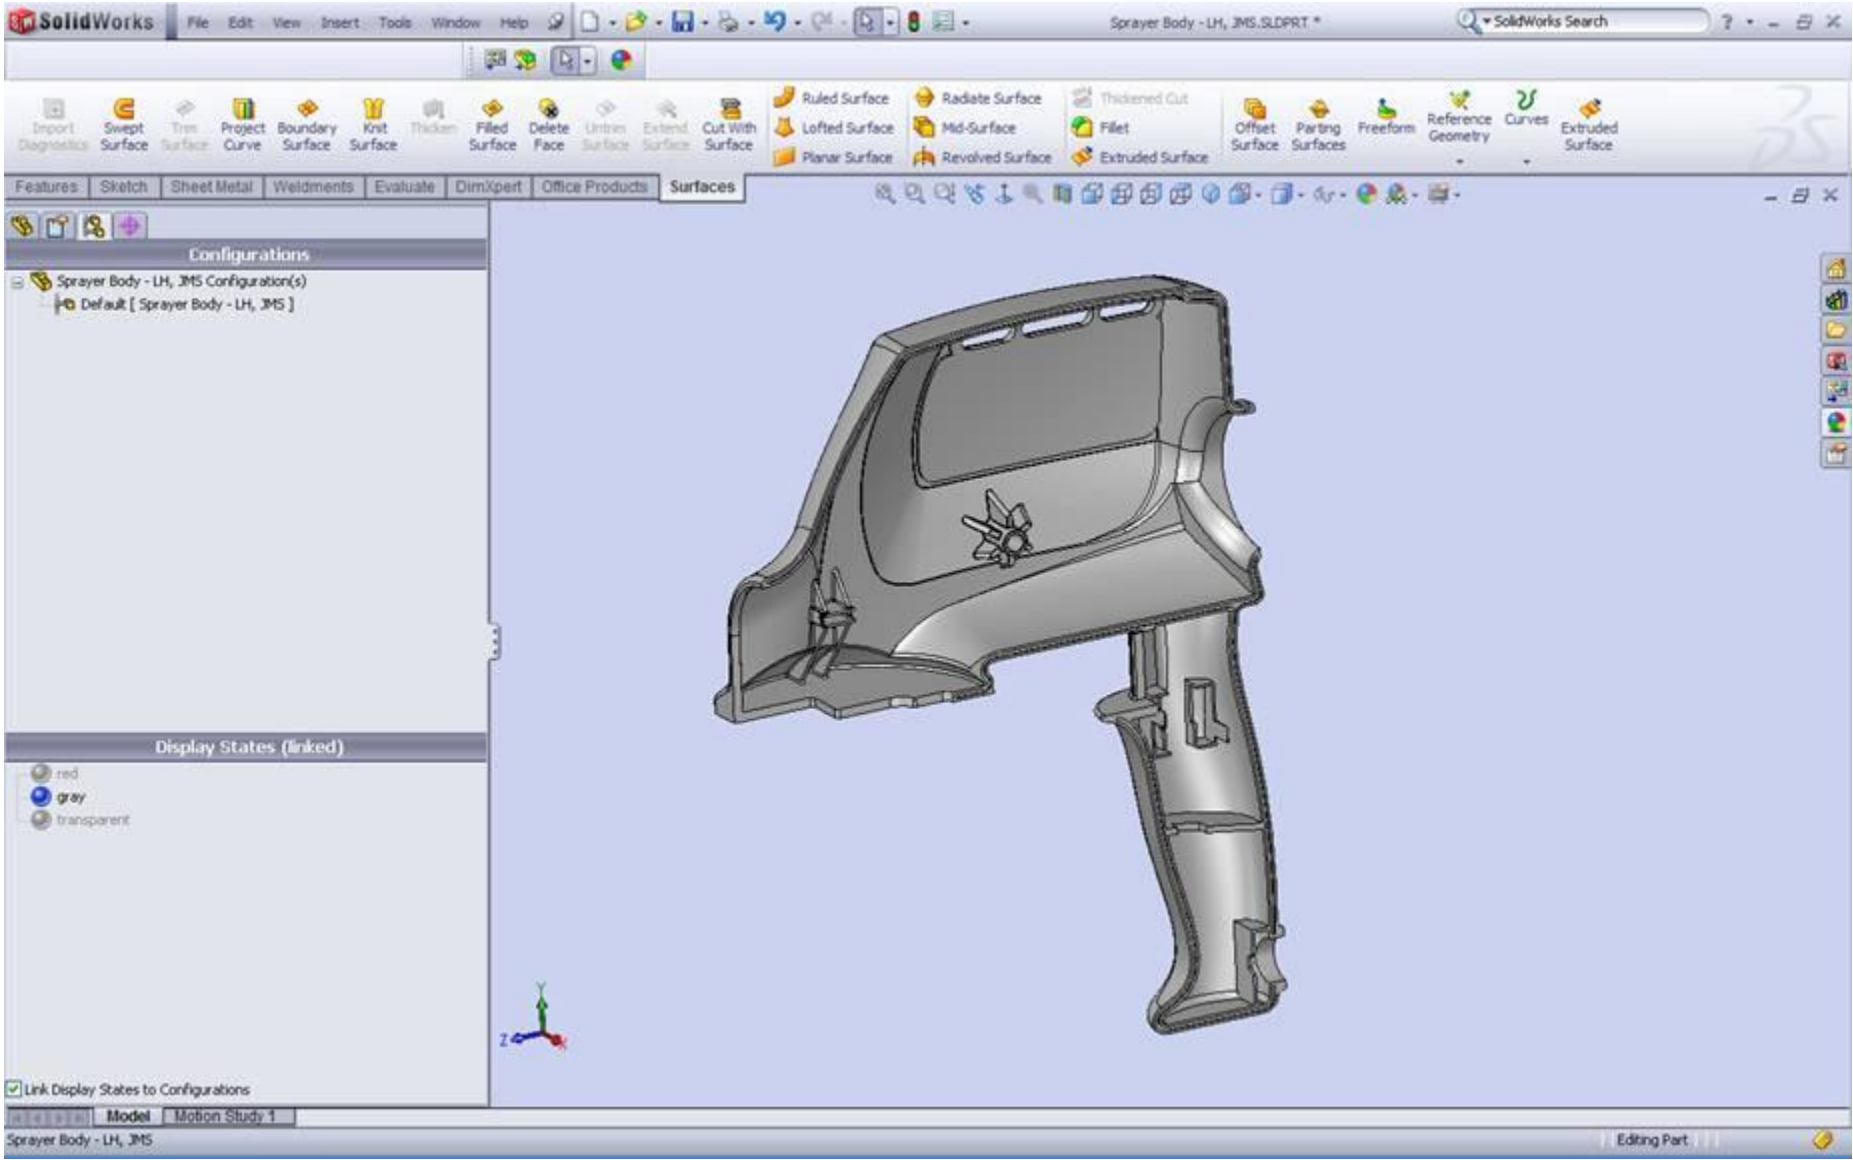 SolidWorks File Edit View Insert Tools Window Help Sprayer Body - LH, JMS.SLDPRT * SolidWorks Search ?
Import Diagnostics
Swept Surface
Trim Surface
Project Curve
Boundary Surface
Knit Surface
Thicken
Filled Surface
Delete Face
Untrim Surface
Extend Surface
Cut With Surface
Ruled Surface
Lofted Surface
Planar Surface
Radiate Surface
Mid-Surface
Revolved Surface
Thickened Cut
Fillet
Extruded Surface
Offset Surface
Parting Surfaces
Freeform
Reference Geometry
Curves
Extruded Surface
Features Sketch Sheet Metal Weldments Evaluate DimXpert Office Products Surfaces
Configurations
Sprayer Body - LH, JMS Configuration(s)
Default [ Sprayer Body - LH, JMS ]
Display States (linked)
red
gray
transparent
Y
Z
X
Link Display States to Configurations
Model Motion Study 1
Sprayer Body - LH, JMS Editing Part